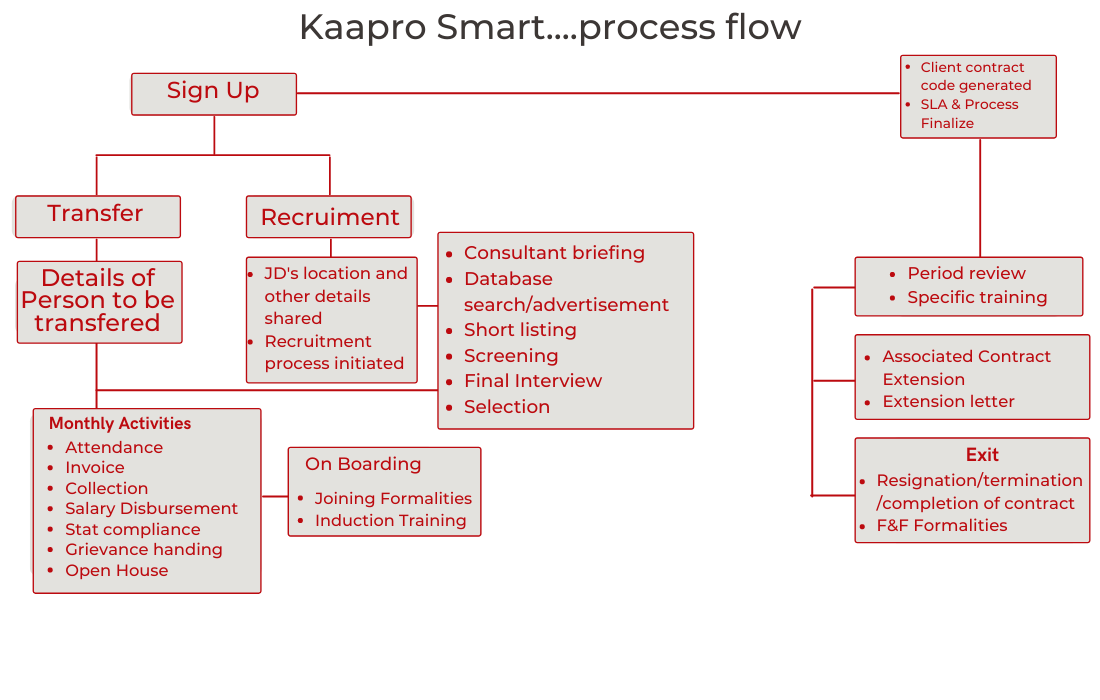 Kaapro Smart....process flow
Sign Up
• Client contract
code generated
• SLA & Process
Finalize
Transfer
Recruiment
Details of
Person to be
transfered
• JD's location and
other details
shared
• Recruitment
process initiated
• Consultant briefing
• Database
search/advertisement
• Short listing
• Screening
• Final Interview
• Selection
• Period review
• Specific training
• Associated Contract
Extension
• Extension letter
Monthly Activities
• Attendance
• Invoice
• Collection
• Salary Disbursement
• Stat compliance
• Grievance handing
• Open House
On Boarding
• Joining Formalities
• Induction Training
Exit
• Resignation/termination
/completion of contract
• F&F Formalities